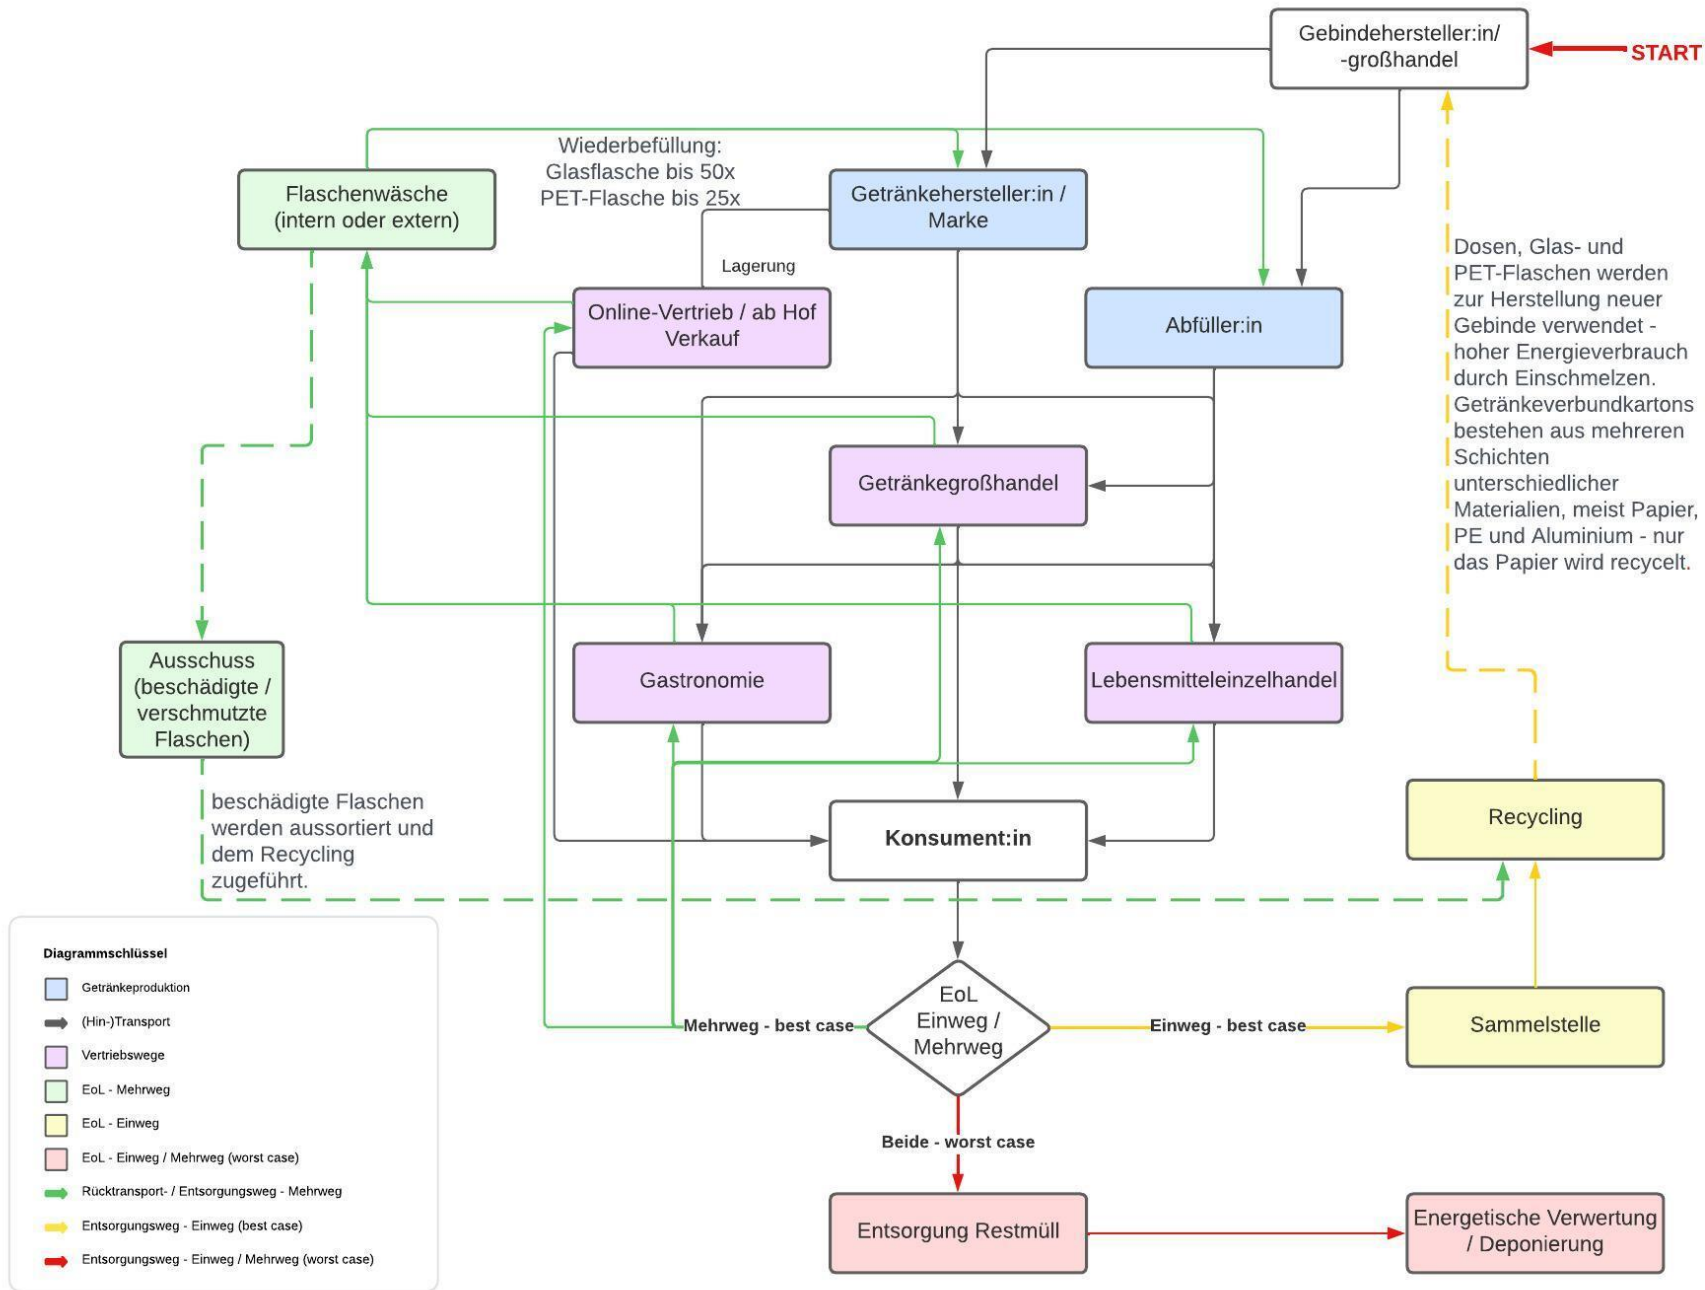 Gebindehersteller:in/
-großhandel
START
Wiederbefüllung:
Glasflasche bis 50x
PET-Flasche bis 25x
Flaschenwäsche
(intern oder extern)
Getränkehersteller:in /
Marke
Lagerung
Online-Vertrieb / ab Hof
Verkauf
Abfüller:in
Dosen, Glas- und
PET-Flaschen werden
zur Herstellung neuer
Gebinde verwendet -
hoher Energieverbrauch
durch Einschmelzen.
Getränkeverbundkartons
bestehen aus mehreren
Schichten
unterschiedlicher
Materialien, meist Papier,
PE und Aluminium - nur
das Papier wird recycelt.
Getränkegroßhandel
Ausschuss
(beschädigte /
verschmutzte
Flaschen)
Gastronomie
Lebensmitteleinzelhandel
beschädigte Flaschen
werden aussortiert und
dem Recycling
zugeführt.
Konsument:in
Recycling
EoL
Einweg /
Mehrweg
Mehrweg - best case
Einweg - best case
Sammelstelle
Beide - worst case
Entsorgung Restmüll
Energetische Verwertung
/ Deponierung
Diagrammschlüssel
Getränkeproduktion
(Hin-)Transport
Vertriebswege
EoL - Mehrweg
EoL - Einweg
EoL - Einweg / Mehrweg (worst case)
Rücktransport- / Entsorgungsweg - Mehrweg
Entsorgungsweg - Einweg (best case)
Entsorgungsweg - Einweg / Mehrweg (worst case)